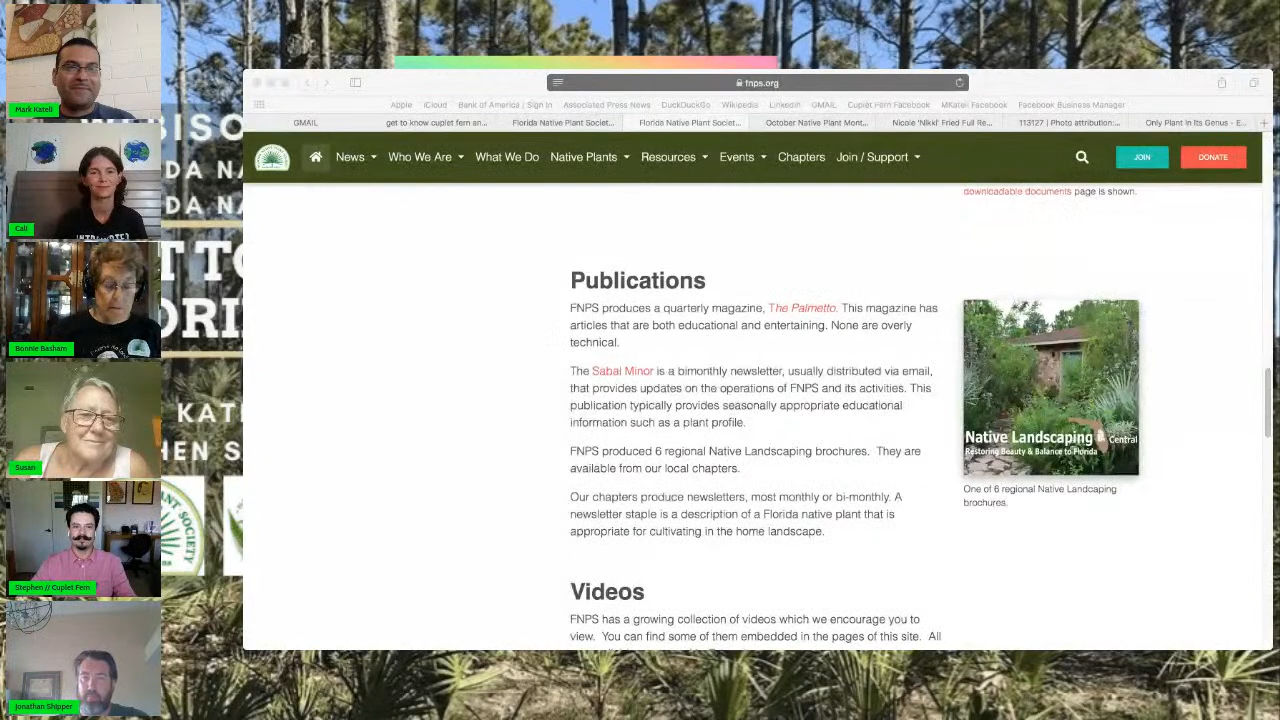 Mark Kateli
Cait
Bonnie Basham
Susan
Stephen // Cuplet Fern
Jonathan Shipper
fnps.org
Apple iCloud Bank of America | Sign In Associated Press News DuckDuckGo Wikipedia LinkedIn GMAIL Cuplet Fern Facebook MKateli Facebook Facebook Business Manager
GMAIL get to know cuplet fern an... Florida Native Plant Societ... Florida Native Plant Societ... October Native Plant Mont... Nicole 'Nikki' Fried Full Re... 113127 | Photo attribution:... Only Plant in Its Genus - E...
News Who We Are What We Do Native Plants Resources Events Chapters Join / Support JOIN DONATE
downloadable documents page is shown.
Publications
FNPS produces a quarterly magazine, The Palmetto. This magazine has
articles that are both educational and entertaining. None are overly
technical.
The Sabal Minor is a bimonthly newsletter, usually distributed via email,
that provides updates on the operations of FNPS and its activities. This
publication typically provides seasonally appropriate educational
information such as a plant profile.
FNPS produced 6 regional Native Landscaping brochures. They are
available from our local chapters.
Our chapters produce newsletters, most monthly or bi-monthly. A
newsletter staple is a description of a Florida native plant that is
appropriate for cultivating in the home landscape.
Native Landscaping Central
Restoring Beauty & Balance to Florida
One of 6 regional Native Landcaping
brochures.
Videos
FNPS has a growing collection of videos which we encourage you to
view. You can find some of them embedded in the pages of this site. All